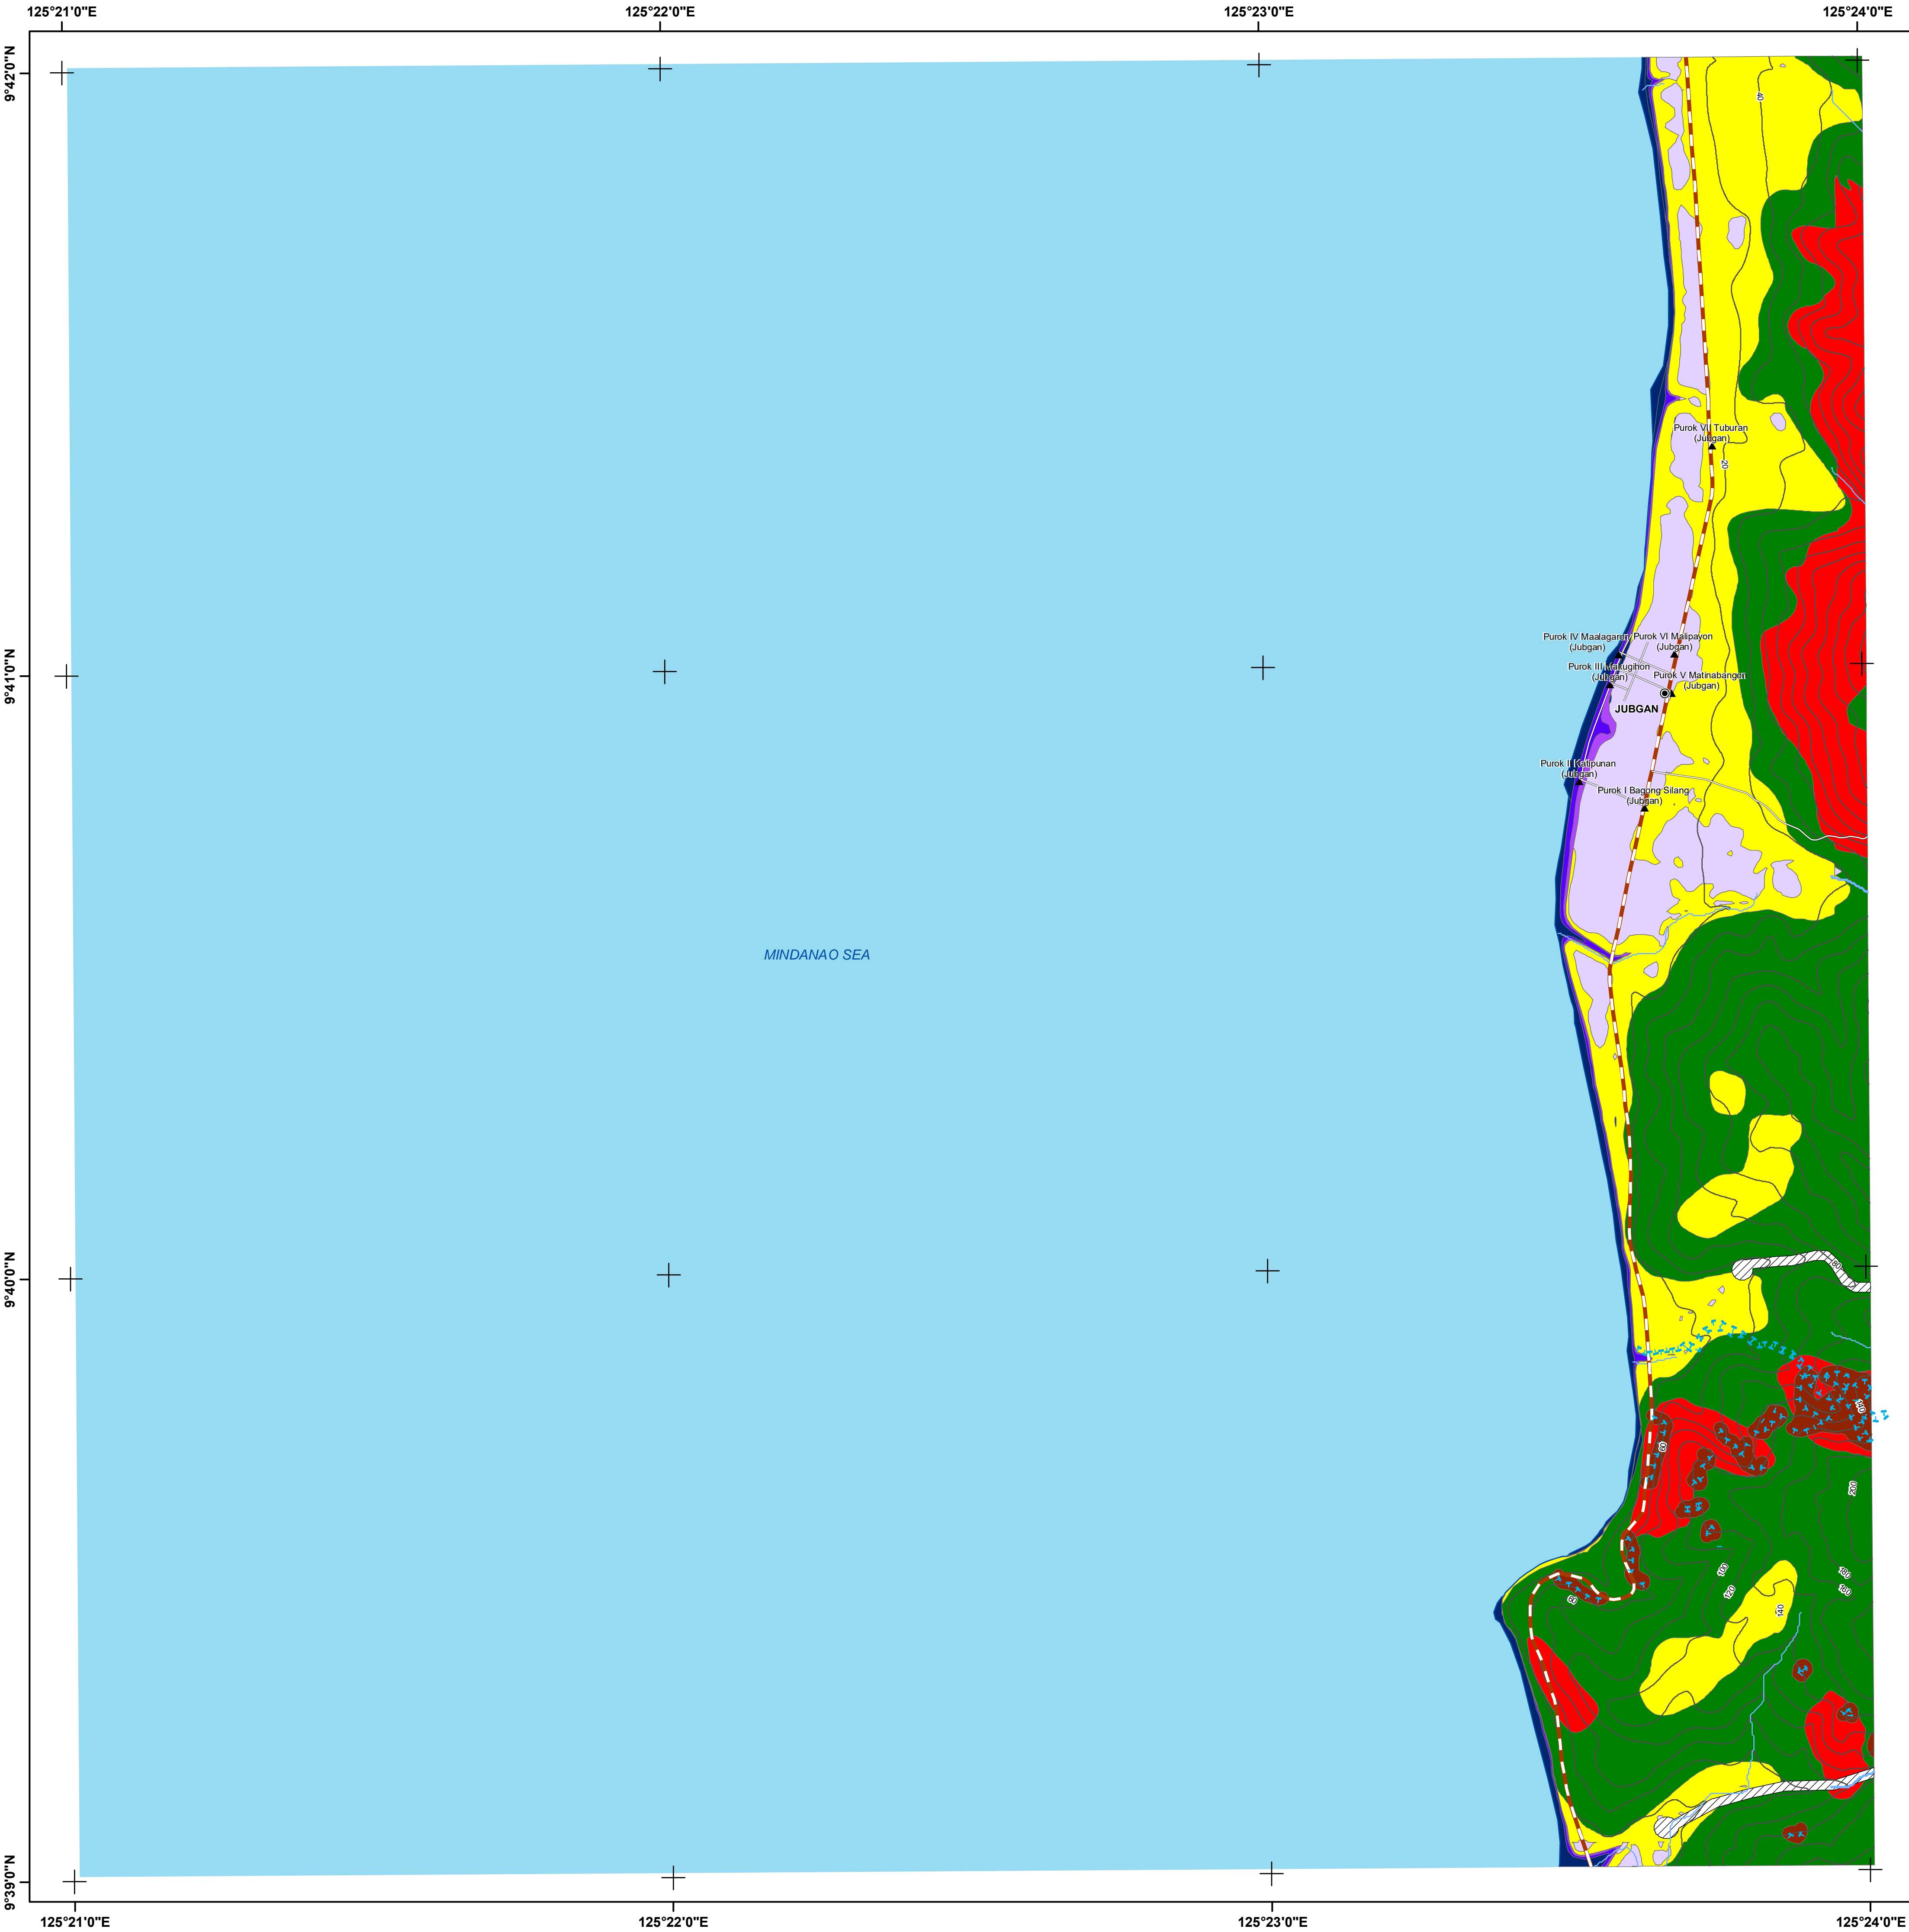 125°21'0"E
125°22'0"E
125°23'0"E
125°24'0"E
9°42'0"N
40
Purok VII Tuburan
(Jubgan)
20
9°41'0"N
Purok IV Maalagaron
(Jubgan)
Purok VI Malipayon
(Jubgan)
Purok III Makugihon
(Jubgan)
Purok V Matinabangon
(Jubgan)
JUBGAN
Purok II Katipunan
(Jubgan)
Purok I Bagong Silang
(Jubgan)
MINDANAO SEA
9°40'0"N
200
100
120
180
160
140
9°39'0"N
125°21'0"E
125°22'0"E
125°23'0"E
125°24'0"E